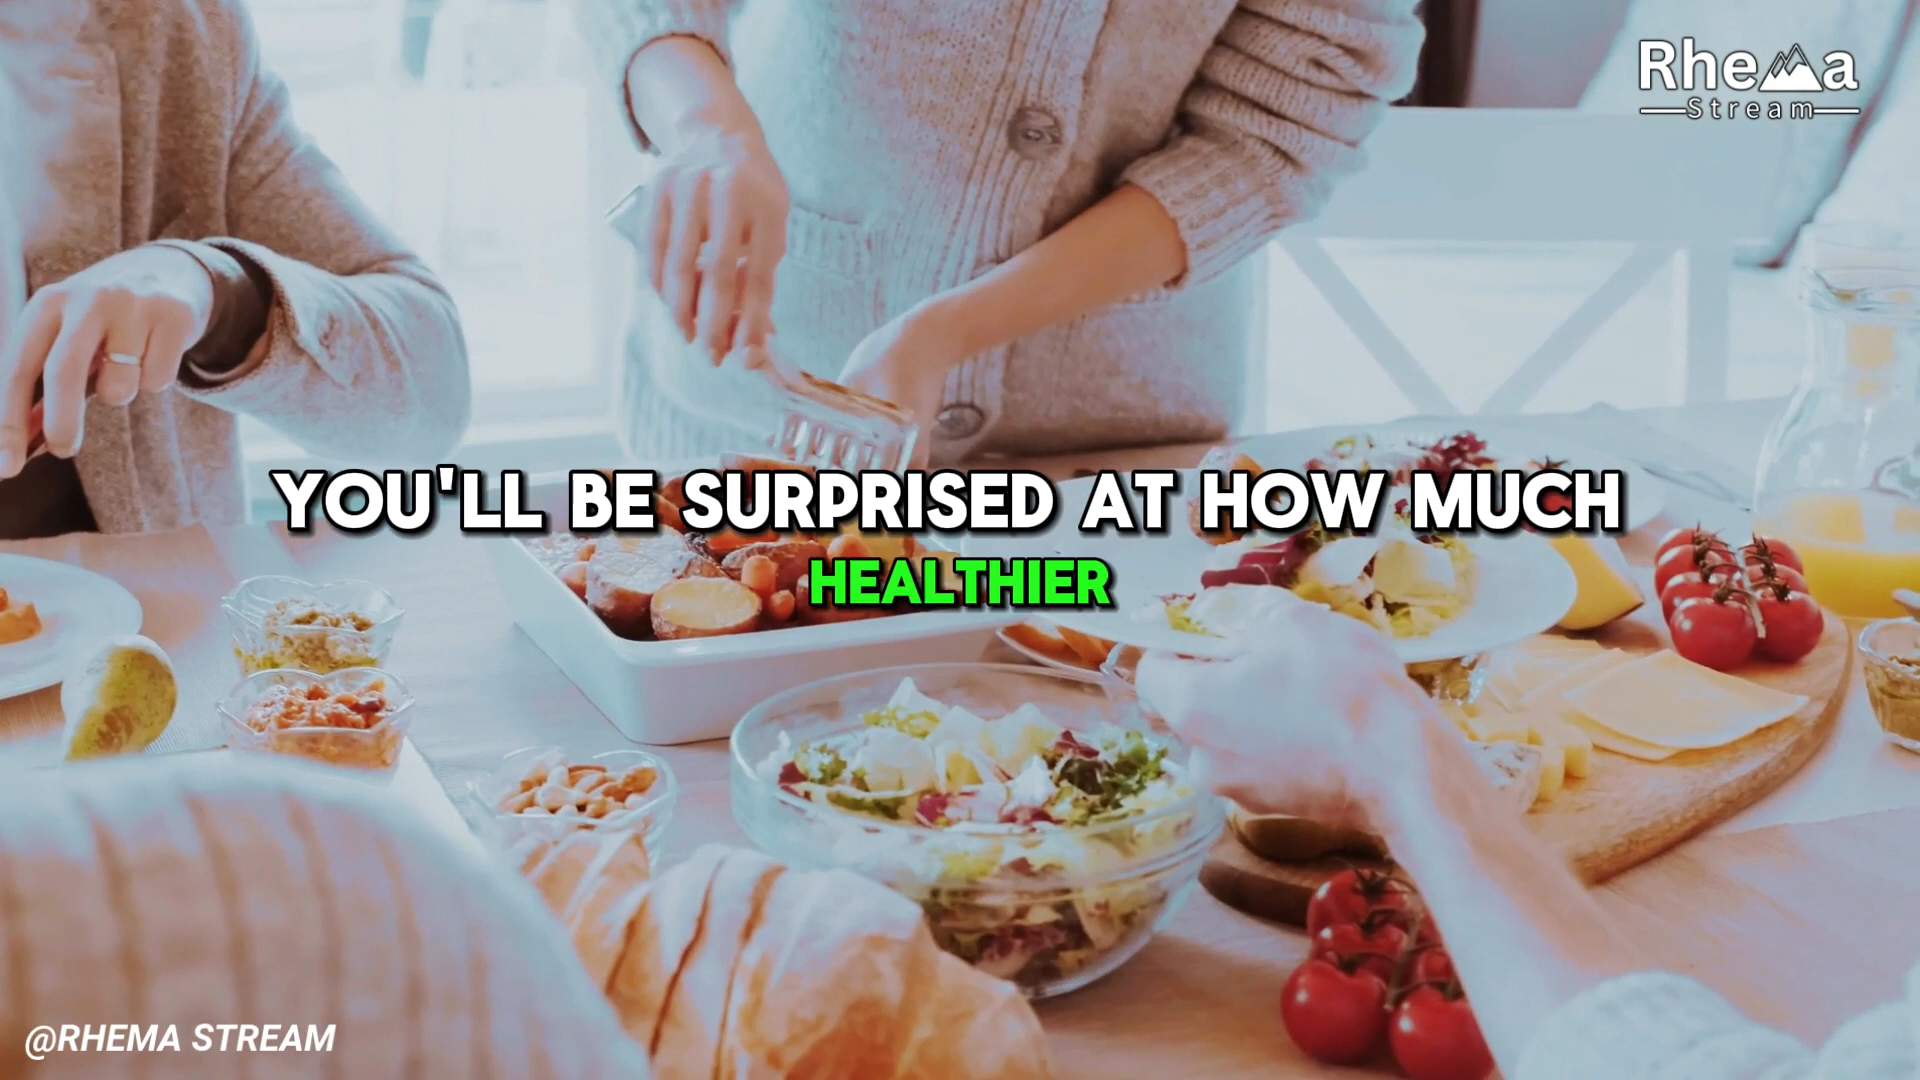 Rhema
Stream
YOU'LL BE SURPRISED AT HOW MUCH
HEALTHIER
@RHEMA STREAM